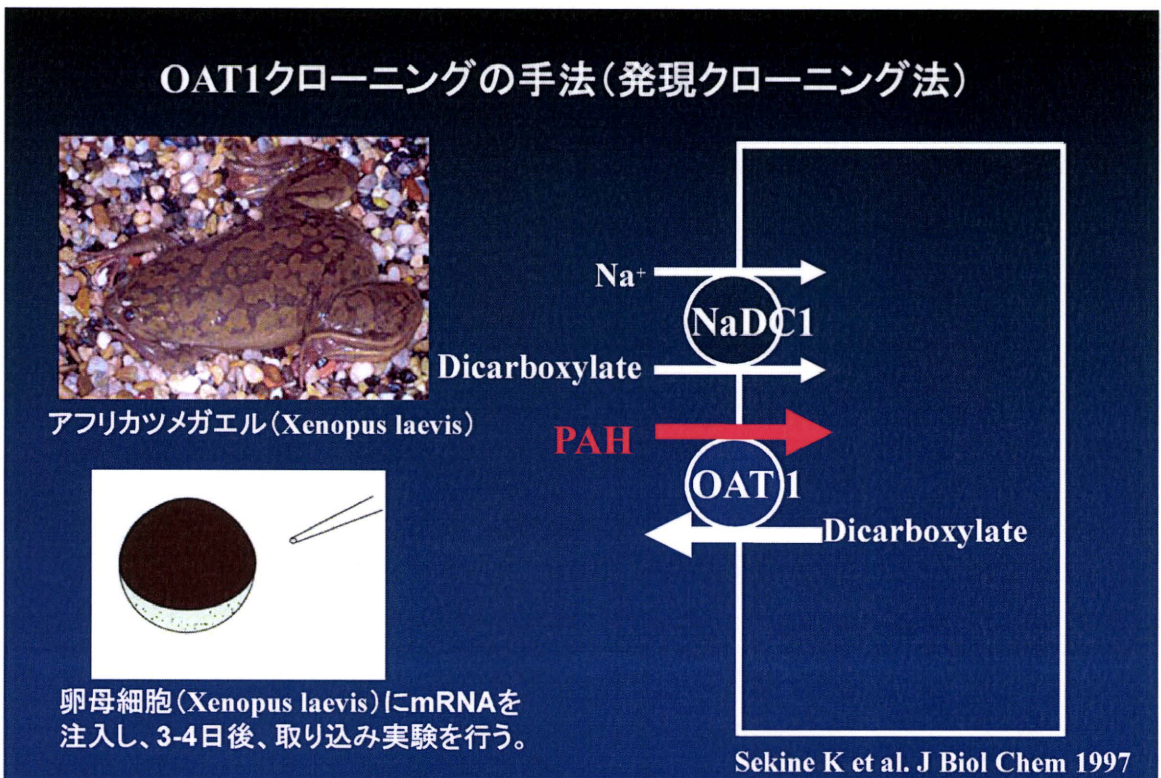 OAT1クローニングの手法（発現クローニング法）
アフリカツメガエル（Xenopus laevis）
卵母細胞（Xenopus laevis）にmRNAを
注入し、3-4日後、取り込み実験を行う。
Na+
NaDC1
Dicarboxylate
PAH
OAT 1
Dicarboxylate
Sekine K et al. J Biol Chem 1997